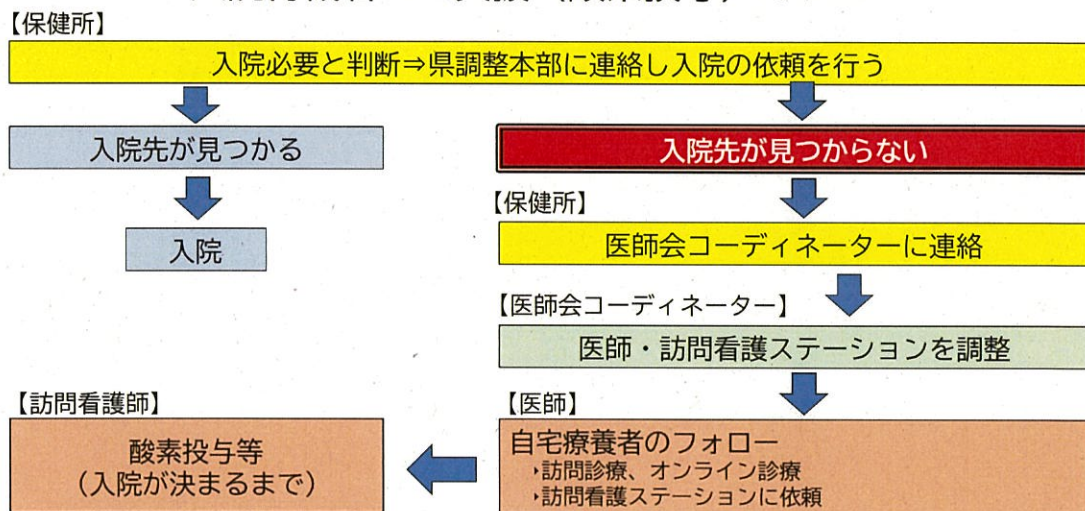 【保健所】
入院必要と判断⇒県調整本部に連絡し入院の依頼を行う
入院先が見つかる
入院先が見つからない
【保健所】
入院
医師会コーディネーターに連絡
【医師会コーディネーター】
医師・訪問看護ステーションを調整
【訪問看護師】
【医師】
酸素投与等
(入院が決まるまで)
自宅療養者のフォロー
・訪問診療、オンライン診療
・訪問看護ステーションに依頼